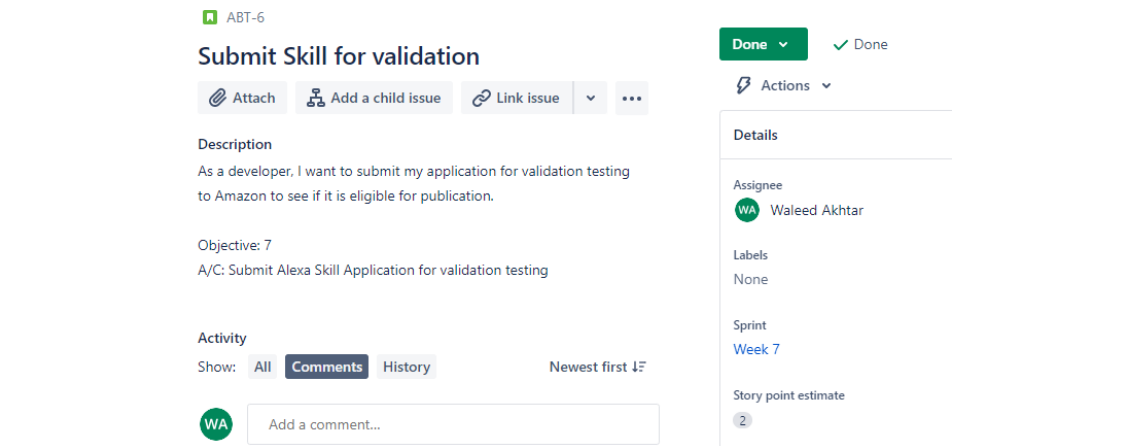 ABT-6
Submit Skill for validation
Attach
Add a child issue
Link issue
Description
As a developer, I want to submit my application for validation testing
to Amazon to see if it is eligible for publication.
Objective: 7
A/C: Submit Alexa Skill Application for validation testing
Activity
Show: All Comments History
Newest first
WA
Add a comment...
Done
Done
Actions
Details
Assignee
WA Waleed Akhtar
Labels
None
Sprint
Week 7
Story point estimate
2